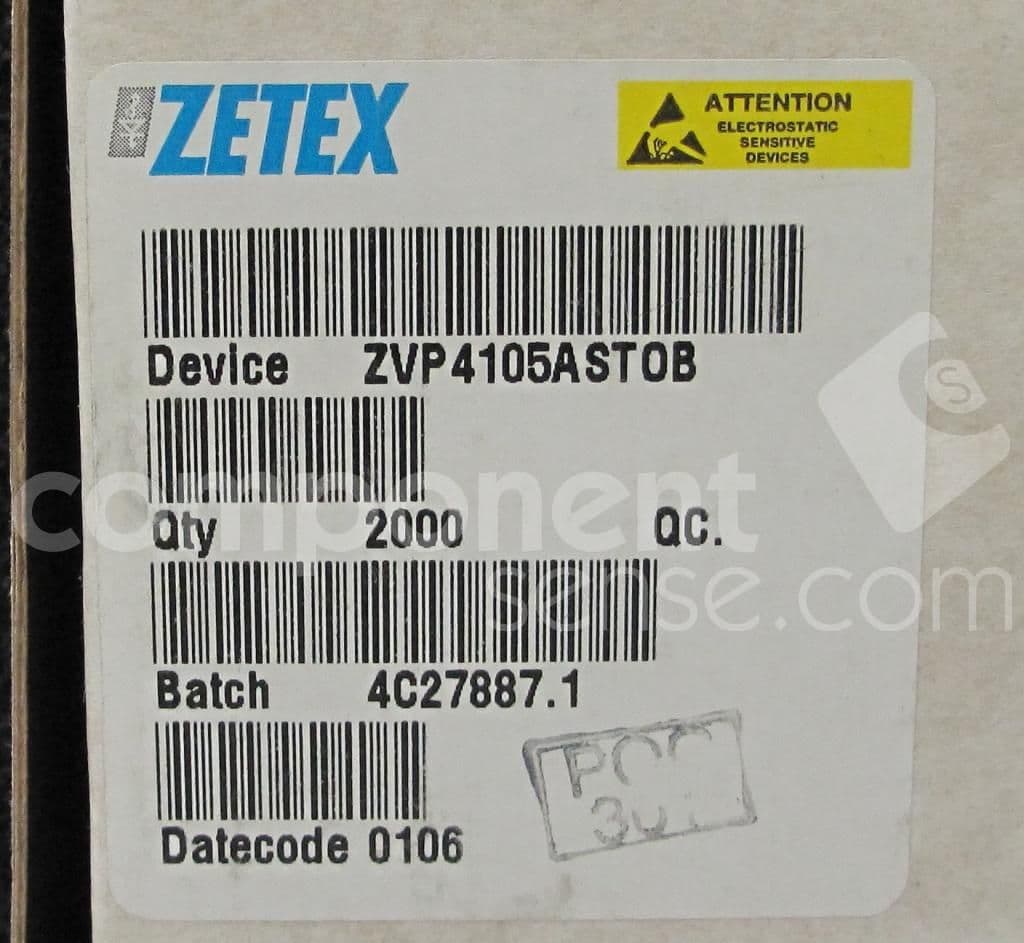 ZETEX
ATTENTION
ELECTROSTATIC
SENSITIVE
DEVICES
Device ZVP4105ASTOB
Qty 2000 QC.
Batch 4C27887.1
Datecode 0106
component
sense.com